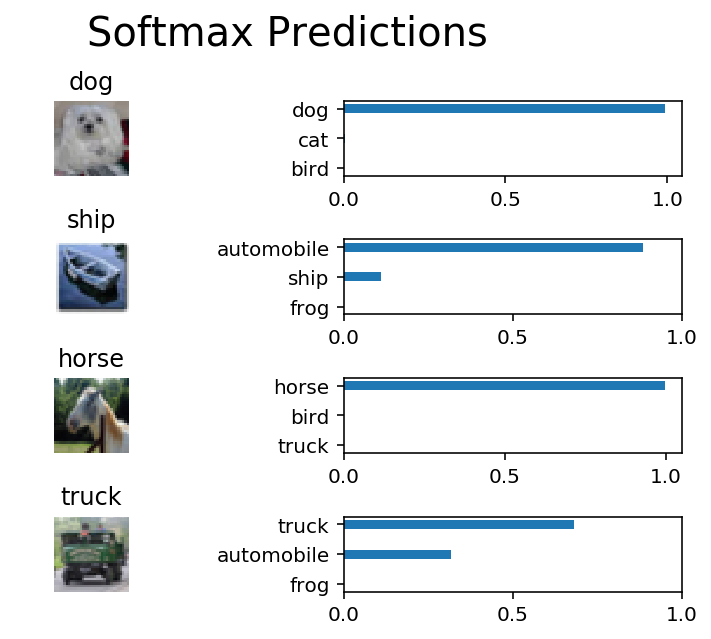 Softmax Predictions
dog
dog
cat
bird
0.0 0.5 1.0
ship
automobile
ship
frog
0.0 0.5 1.0
horse
horse
bird
truck
0.0 0.5 1.0
truck
truck
automobile
frog
0.0 0.5 1.0